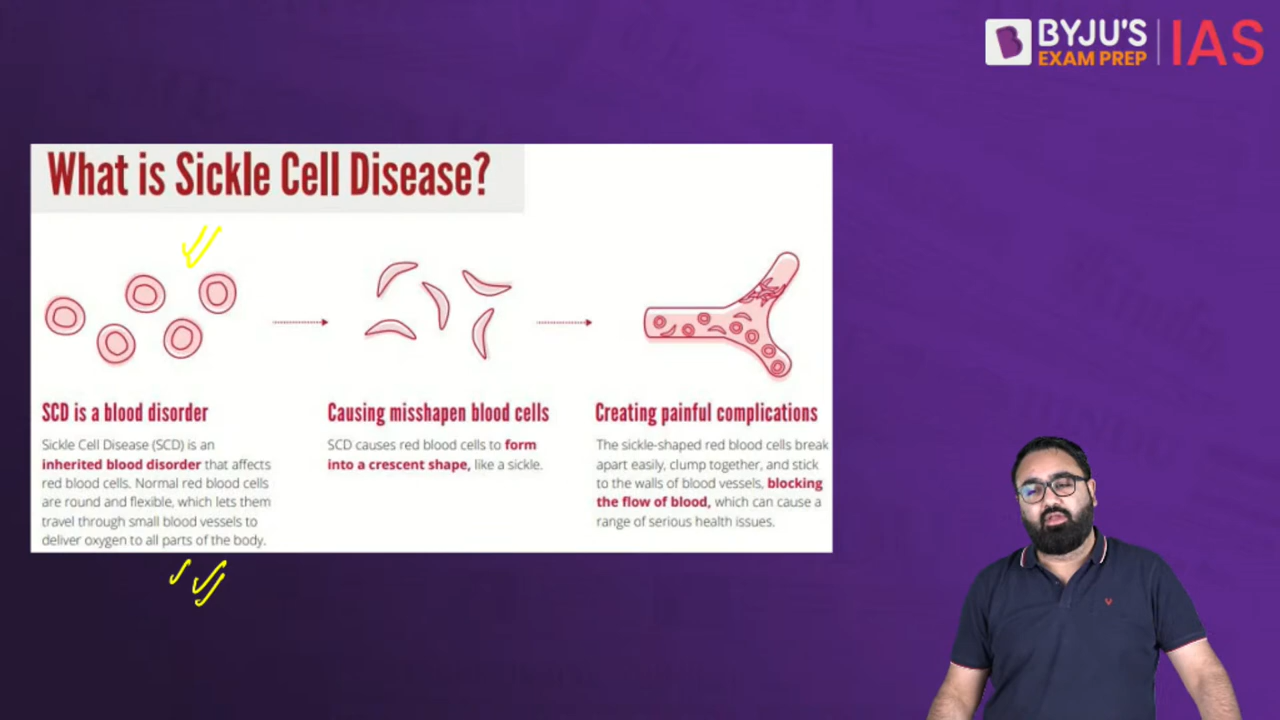 BYJU'S
EXAM PREP
IAS
What is Sickle Cell Disease?
SCD is a blood disorder
Sickle Cell Disease (SCD) is an
inherited blood disorder that affects
red blood cells. Normal red blood cells
are round and flexible, which lets them
travel through small blood vessels to
deliver oxygen to all parts of the body.
Causing misshapen blood cells
SCD causes red blood cells to form
into a crescent shape, like a sickle.
Creating painful complications
The sickle-shaped red blood cells break
apart easily, clump together, and stick
to the walls of blood vessels, blocking
the flow of blood, which can cause a
range of serious health issues.